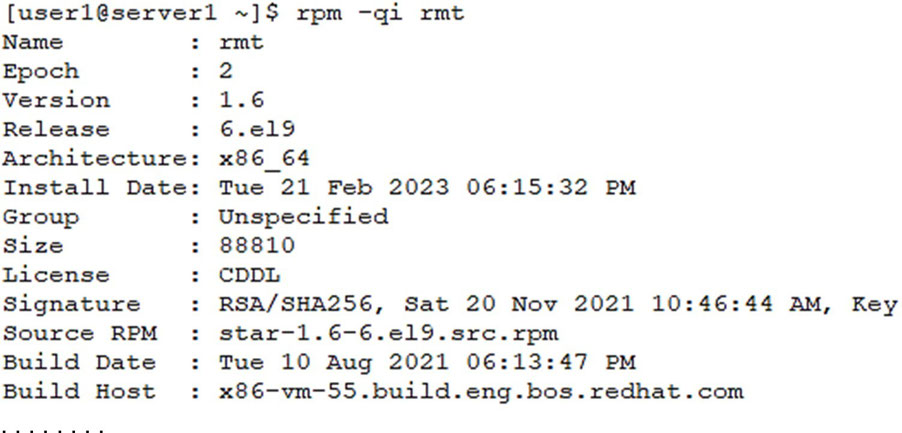 [user1@server1 ~]$ rpm -qi rmt
Name        : rmt
Epoch       : 2
Version     : 1.6
Release     : 6.el9
Architecture: x86_64
Install Date: Tue 21 Feb 2023 06:15:32 PM
Group       : Unspecified
Size        : 88810
License     : CDDL
Signature   : RSA/SHA256, Sat 20 Nov 2021 10:46:44 AM, Key
Source RPM  : star-1.6-6.el9.src.rpm
Build Date  : Tue 10 Aug 2021 06:13:47 PM
Build Host  : x86-vm-55.build.eng.bos.redhat.com
. . . . . . . .